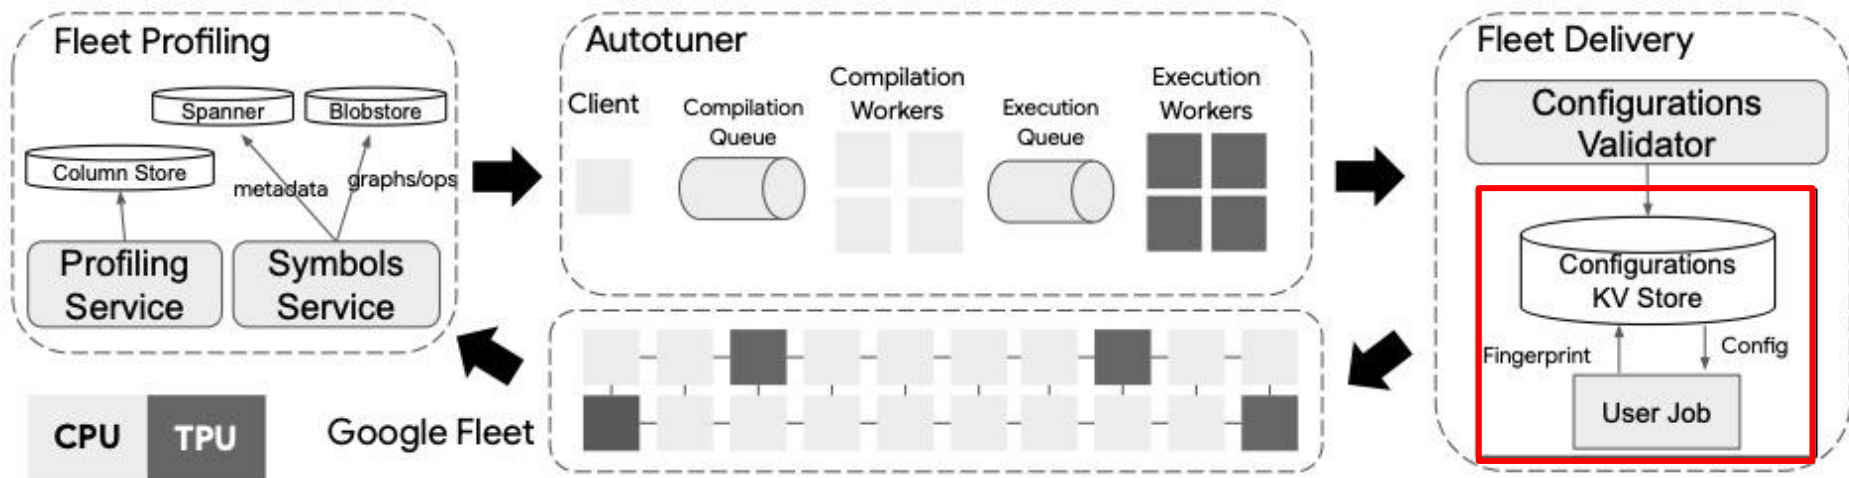 Fleet Profiling
Spanner
Blobstore
Column Store
metadata
graphs/ops
Profiling
Service
Symbols
Service
Autotuner
Client
Compilation
Queue
Compilation
Workers
Execution
Queue
Execution
Workers
Fleet Delivery
Configurations
Validator
Configurations
KV Store
Fingerprint
Config
User Job
CPU
TPU
Google Fleet